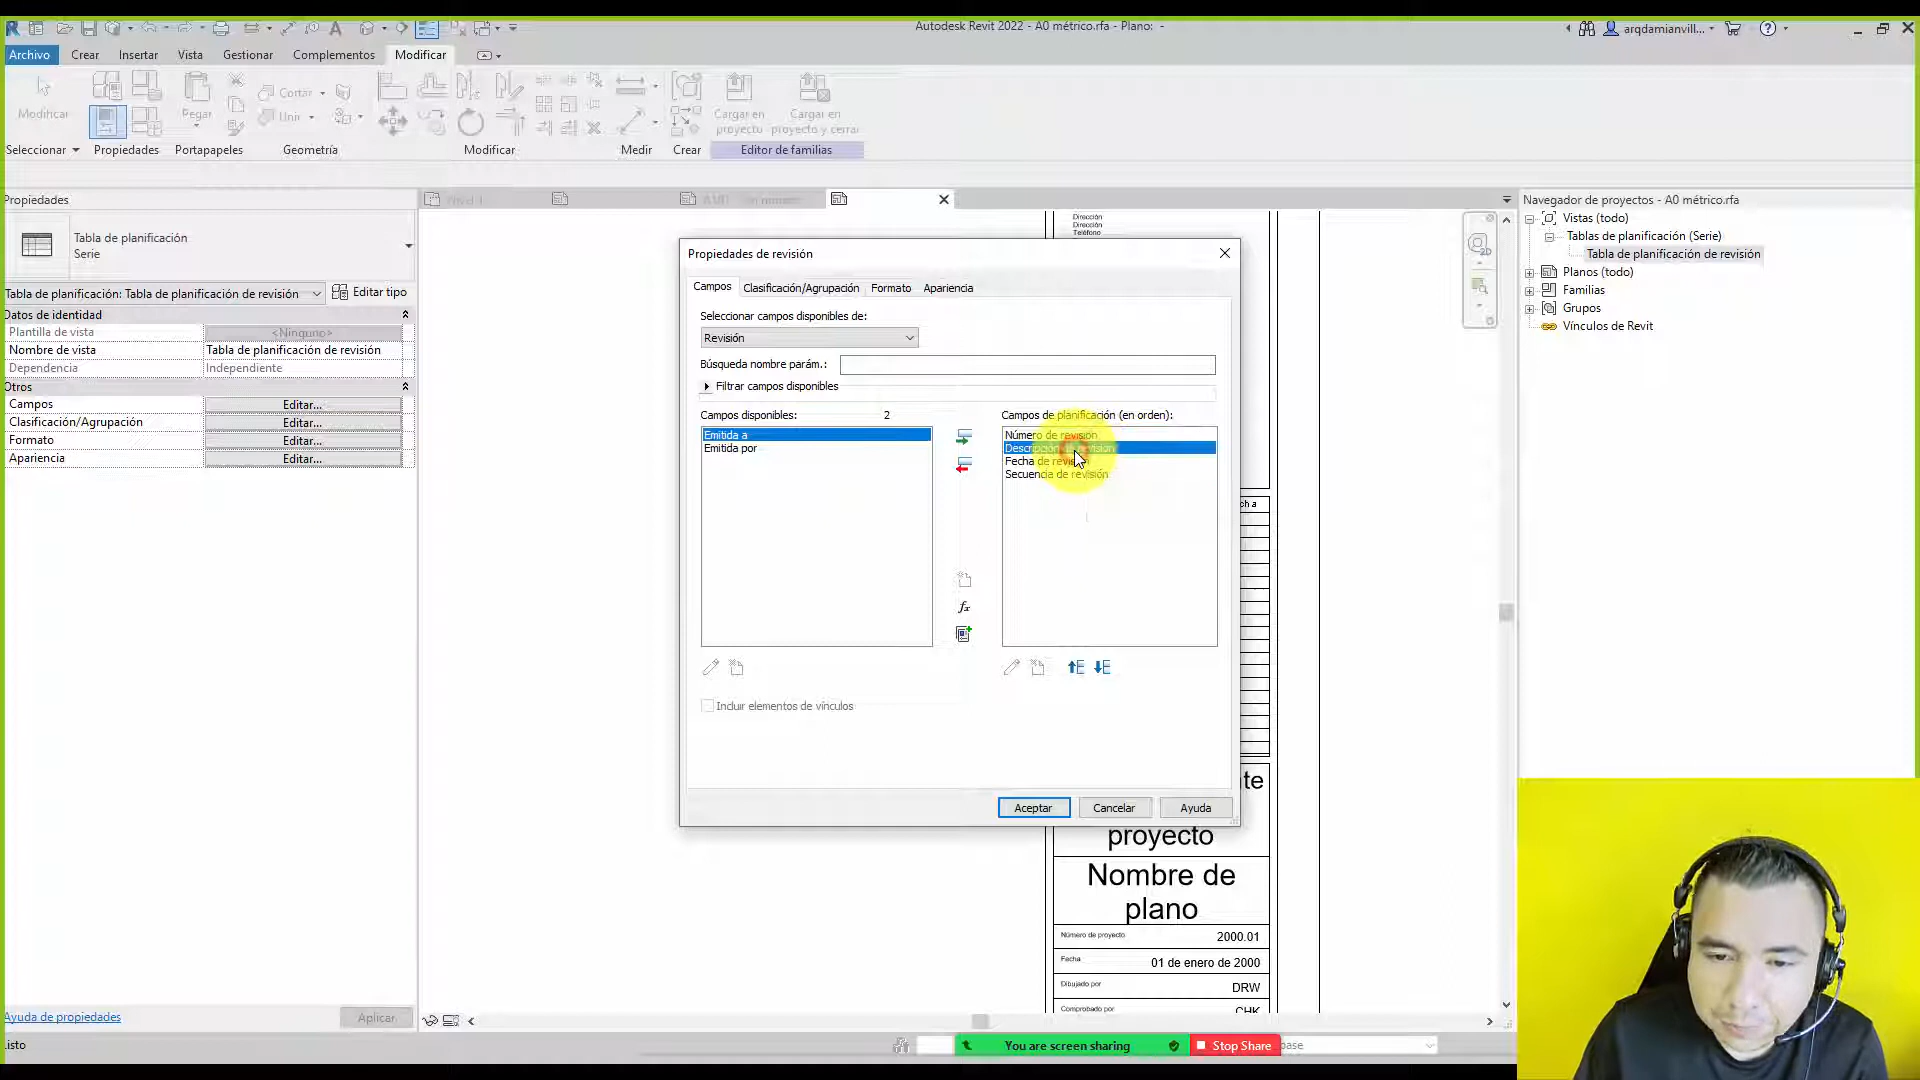 Autodesk Revit 2022 - A0 métrico.rfa - Plano: -
arqdamianvill...
Archivo
Crear
Insertar
Vista
Gestionar
Complementos
Modificar
Modificar
Pegar
Cortar
Unir
Cargar en
proyecto
Cargar en
proyecto y cerrar
Seleccionar
Propiedades
Portapapeles
Geometría
Modificar
Medir
Crear
Editor de familias
Propiedades
Tabla de planificación
Serie
Tabla de planificación: Tabla de planificación de revisión
Editar tipo
Datos de identidad
Plantilla de vista
<Ninguno>
Nombre de vista
Tabla de planificación de revisión
Dependencia
Independiente
Otros
Campos
Editar...
Clasificación/Agrupación
Editar...
Formato
Editar...
Apariencia
Editar...
Ayuda de propiedades
Aplicar
Dirección
Dirección
Teléfono
Propiedades de revisión
Campos
Clasificación/Agrupación
Formato
Apariencia
Seleccionar campos disponibles de:
Revisión
Búsqueda nombre parám.:
Filtrar campos disponibles
Campos disponibles:
2
Emitida a
Emitida por
Campos de planificación (en orden):
Número de revisión
Descripción de revisión
Fecha de revisión
Secuencia de revisión
fx
Incluir elementos de vínculos
Aceptar
Cancelar
Ayuda
ch a
te
proyecto
Nombre de
plano
Número de proyecto
2000.01
Fecha
01 de enero de 2000
Dibujado por
DRW
Comprobado por
CHK
Navegador de proyectos - A0 métrico.rfa
Vistas (todo)
Tablas de planificación (Serie)
Tabla de planificación de revisión
Planos (todo)
Familias
Grupos
Vínculos de Revit
2D
isto
You are screen sharing
Stop Share
base